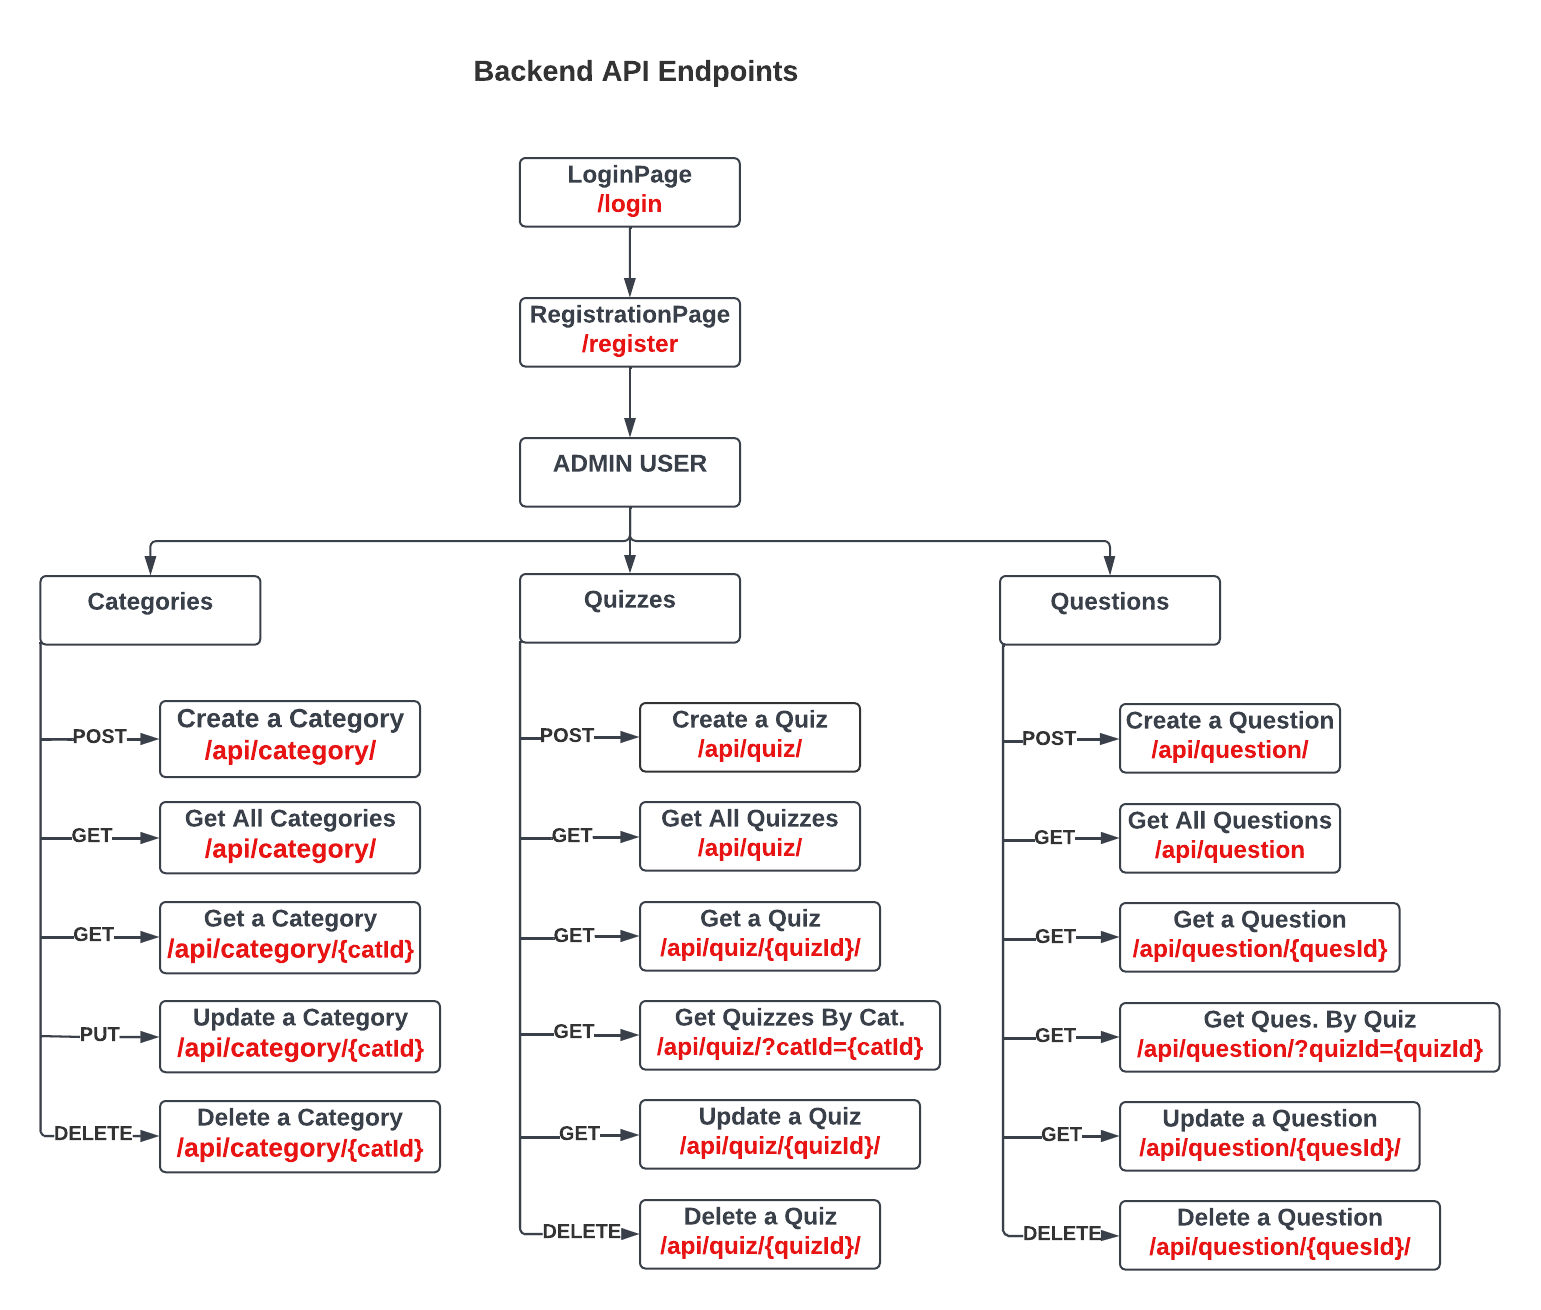 Backend API Endpoints
LoginPage
/login
RegistrationPage
/register
ADMIN USER
Categories
POST
Create a Category
/api/category/
GET
Get All Categories
/api/category/
GET
Get a Category
/api/category/{catId}
PUT
Update a Category
/api/category/{catId}
DELETE
Delete a Category
/api/category/{catId}
Quizzes
POST
Create a Quiz
/api/quiz/
GET
Get All Quizzes
/api/quiz/
GET
Get a Quiz
/api/quiz/{quizId}/
GET
Get Quizzes By Cat.
/api/quiz/?catId={catId}
GET
Update a Quiz
/api/quiz/{quizId}/
DELETE
Delete a Quiz
/api/quiz/{quizId}/
Questions
POST
Create a Question
/api/question/
GET
Get All Questions
/api/question
GET
Get a Question
/api/question/{quesId}
GET
Get Ques. By Quiz
/api/question/?quizId={quizId}
GET
Update a Question
/api/question/{quesId}/
DELETE
Delete a Question
/api/question/{quesId}/